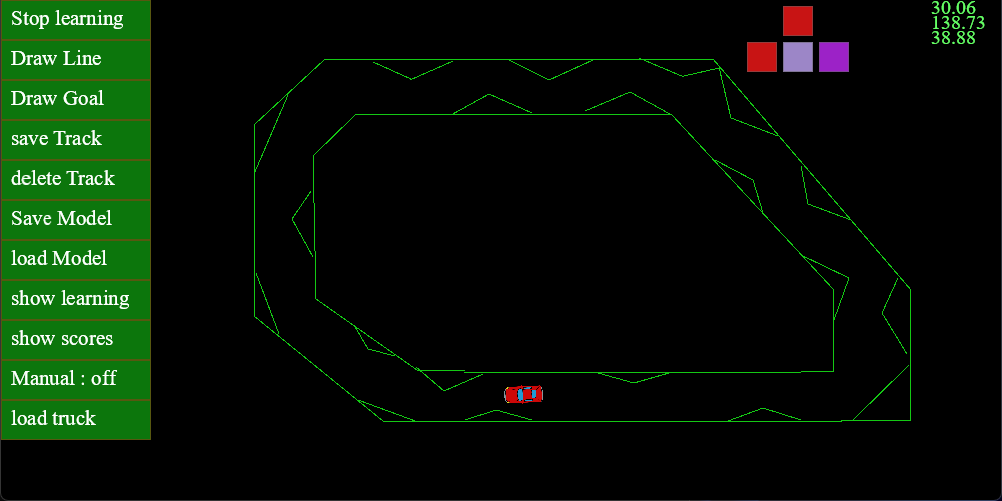 Stop learning
Draw Line
Draw Goal
save Track
delete Track
Save Model
load Model
show learning
show scores
Manual : off
load truck
30.06
138.73
38.88